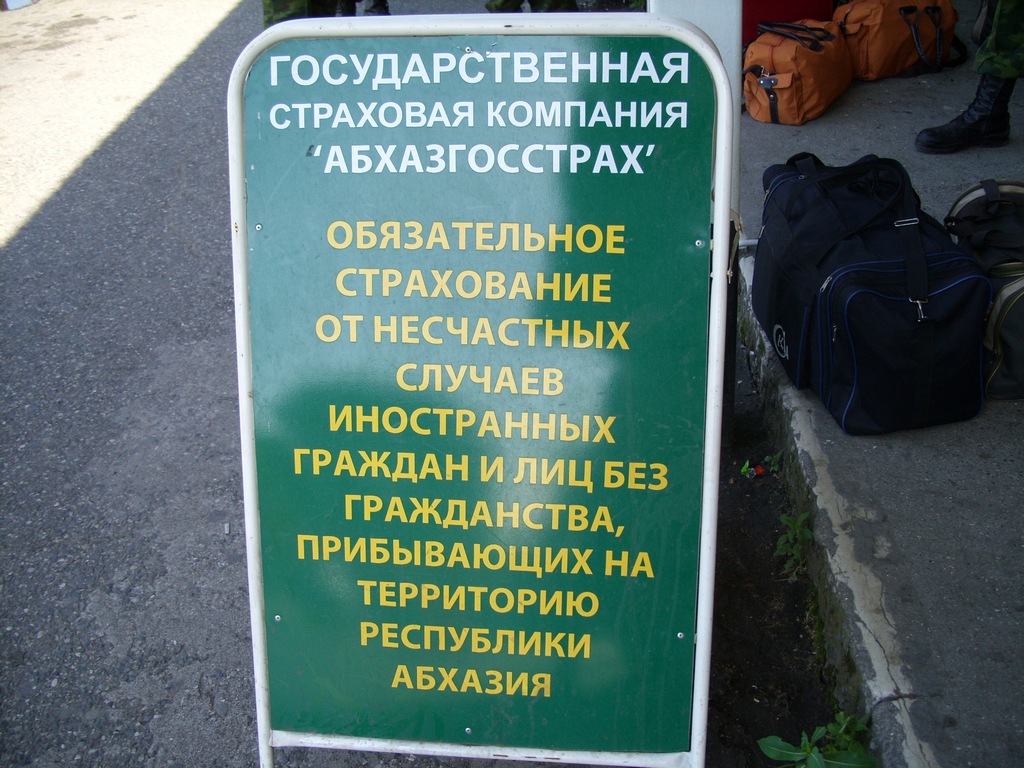 ГОСУДАРСТВЕННАЯ
СТРАХОВАЯ КОМПАНИЯ
'АБХАЗГОССТРАХ'
ОБЯЗАТЕЛЬНОЕ
СТРАХОВАНИЕ
ОТ НЕСЧАСТНЫХ
СЛУЧАЕВ
ИНОСТРАННЫХ
ГРАЖДАН И ЛИЦ БЕЗ
ГРАЖДАНСТВА,
ПРИБЫВАЮЩИХ НА
ТЕРРИТОРИЮ
РЕСПУБЛИКИ
АБХАЗИЯ